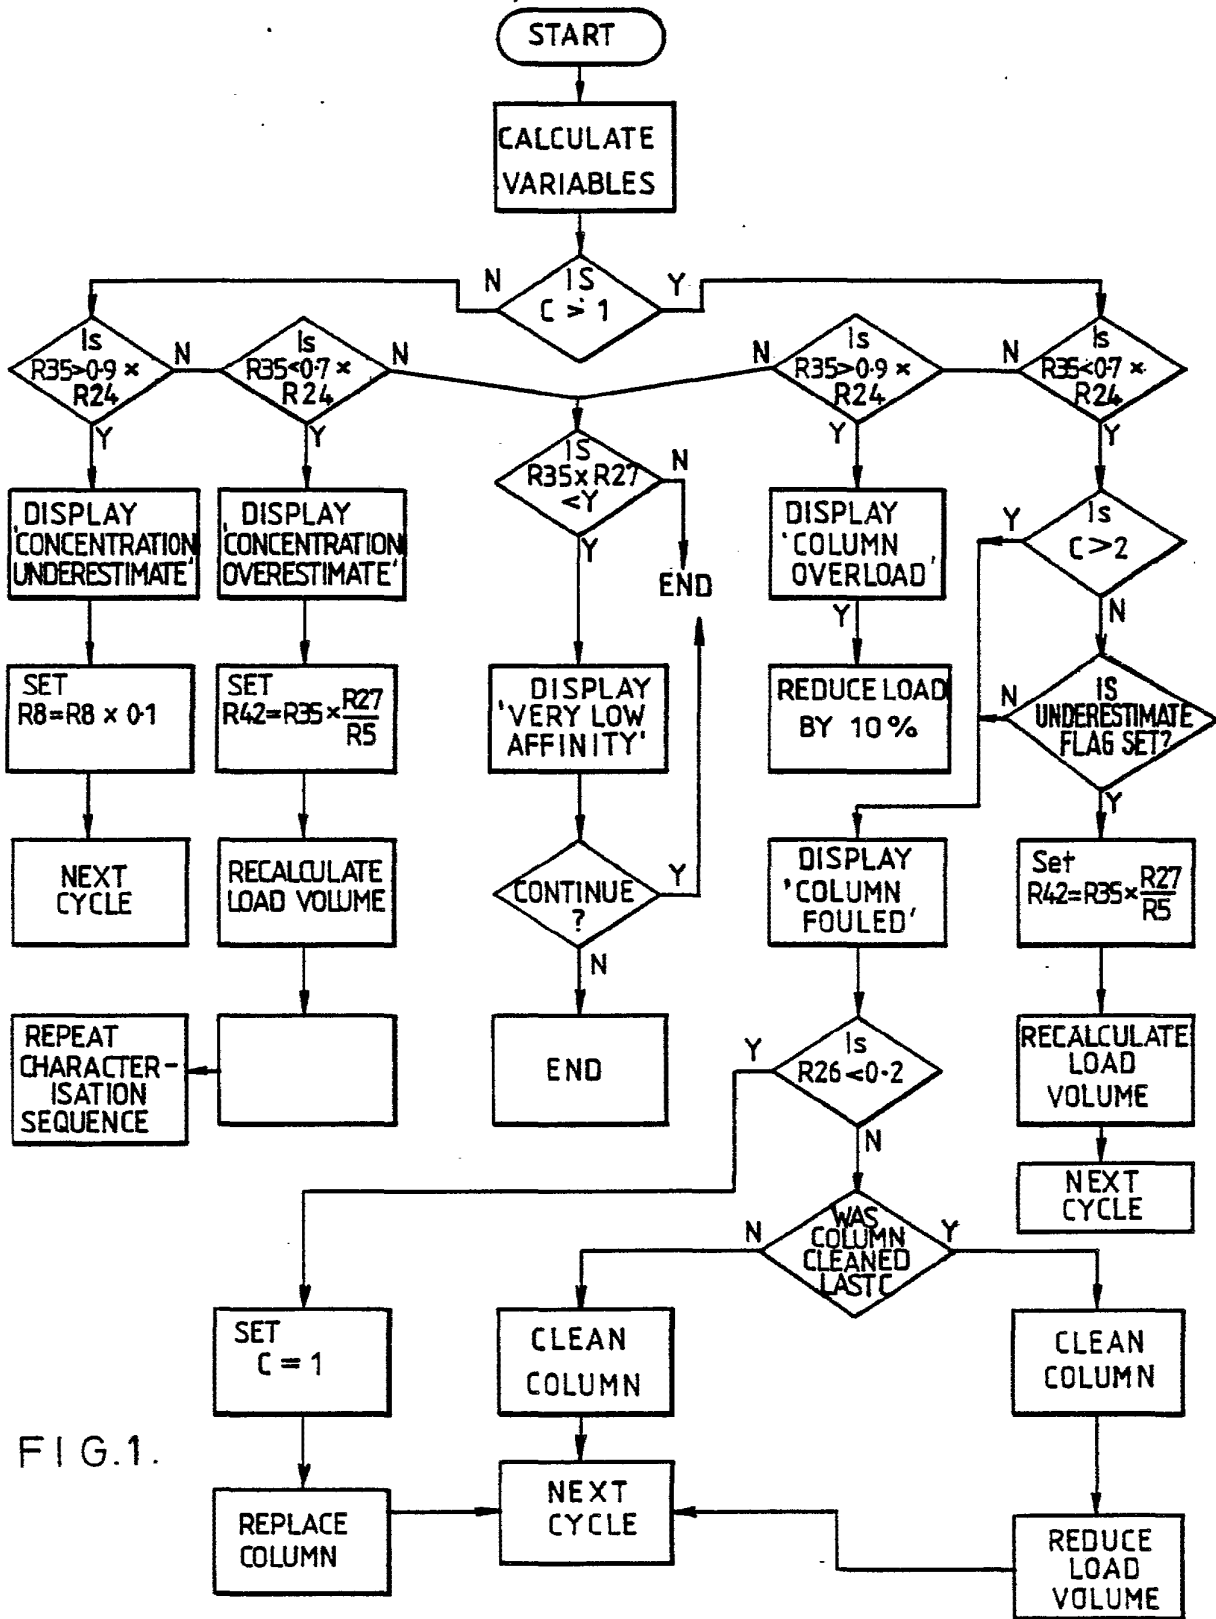 START
CALCULATE
VARIABLES
IS
C > 1
N
Y
Is
R35>0·9 ×
R24
N
Y
Is
R35<0·7 ×
R24
N
Y
Is
R35>0·9 ×
R24
N
Y
Is
R35<0·7 ×
R24
N
Y
DISPLAY
'CONCENTRATION
UNDERESTIMATE'
SET
R8=R8 × 0·1
NEXT
CYCLE
DISPLAY
'CONCENTRATION
OVERESTIMATE'
SET
R42=R35×R27
R5
RECALCULATE
LOAD VOLUME
REPEAT
CHARACTER-
ISATION
SEQUENCE
IS
R35xR27
<Y
N
Y
END
DISPLAY
'VERY LOW
AFFINITY'
CONTINUE
?
Y
N
END
DISPLAY
'COLUMN
OVERLOAD'
Y
REDUCE LOAD
BY 10%
Is
C>2
Y
N
IS
UNDERESTIMATE
FLAG SET?
N
Y
Set
R42=R35×R27
R5
RECALCULATE
LOAD
VOLUME
NEXT
CYCLE
DISPLAY
'COLUMN
FOULED'
Is
R26<0·2
Y
N
WAS
COLUMN
CLEANED
LAST C
N
Y
SET
C = 1
REPLACE
COLUMN
CLEAN
COLUMN
NEXT
CYCLE
CLEAN
COLUMN
REDUCE
LOAD
VOLUME
FIG.1.